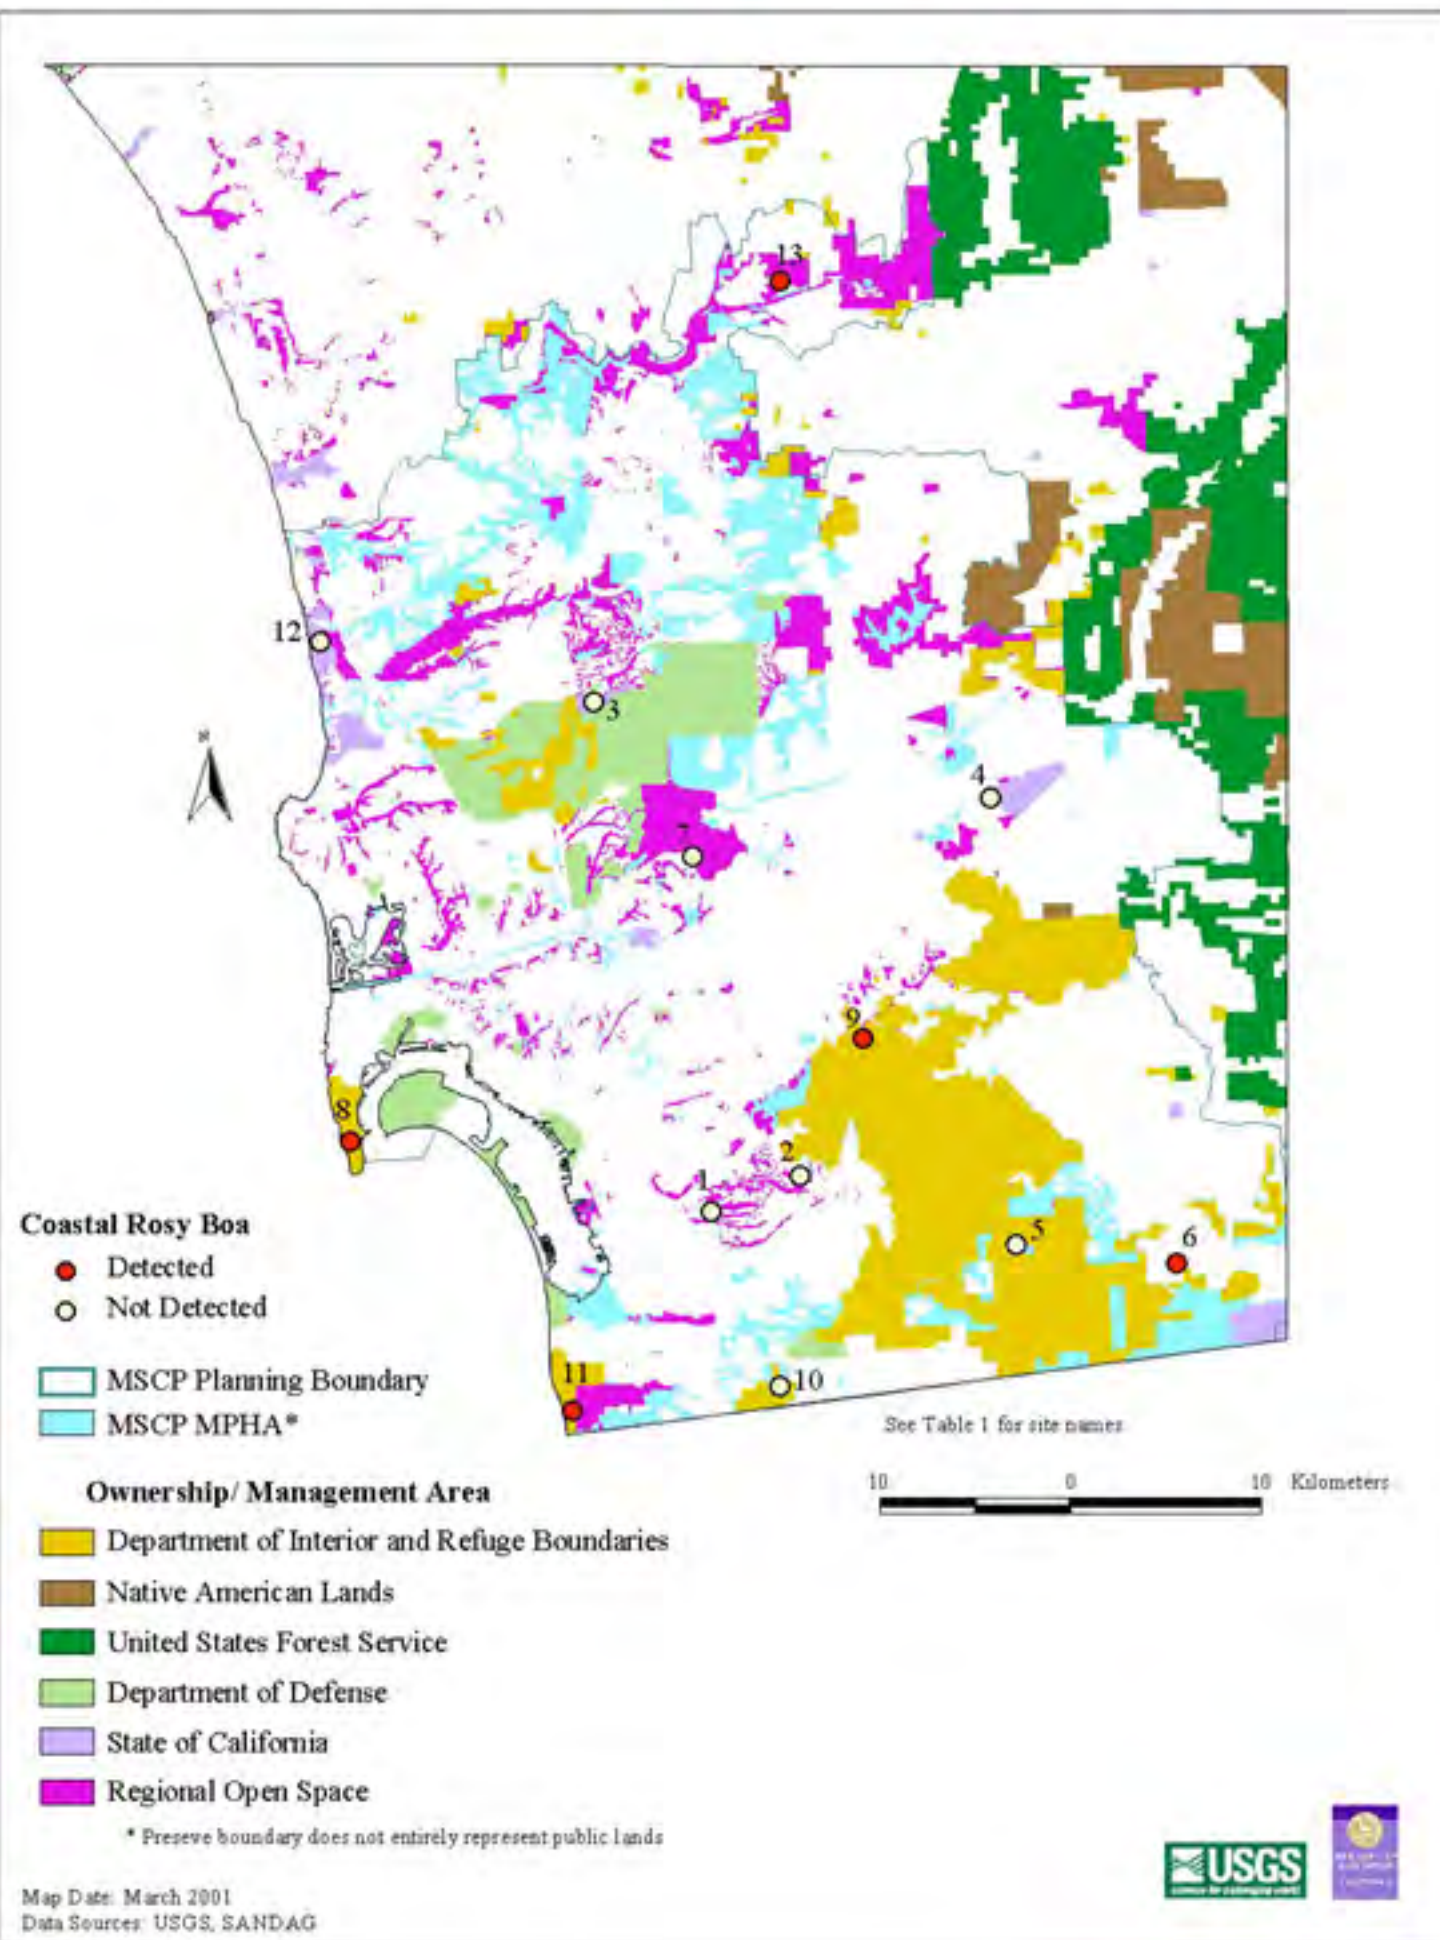 13
12
3
4
7
9
8
2
1
5
6
11
10
N
Coastal Rosy Boa
Detected
Not Detected
MSCP Planning Boundary
MSCP MPHA*
See Table 1 for site names
10 0 10 Kilometers
Ownership/ Management Area
Department of Interior and Refuge Boundaries
Native American Lands
United States Forest Service
Department of Defense
State of California
Regional Open Space
* Preseve boundary does not entirely represent public lands
USGS
science for a changing world
Map Date: March 2001
Data Sources: USGS, SANDAG